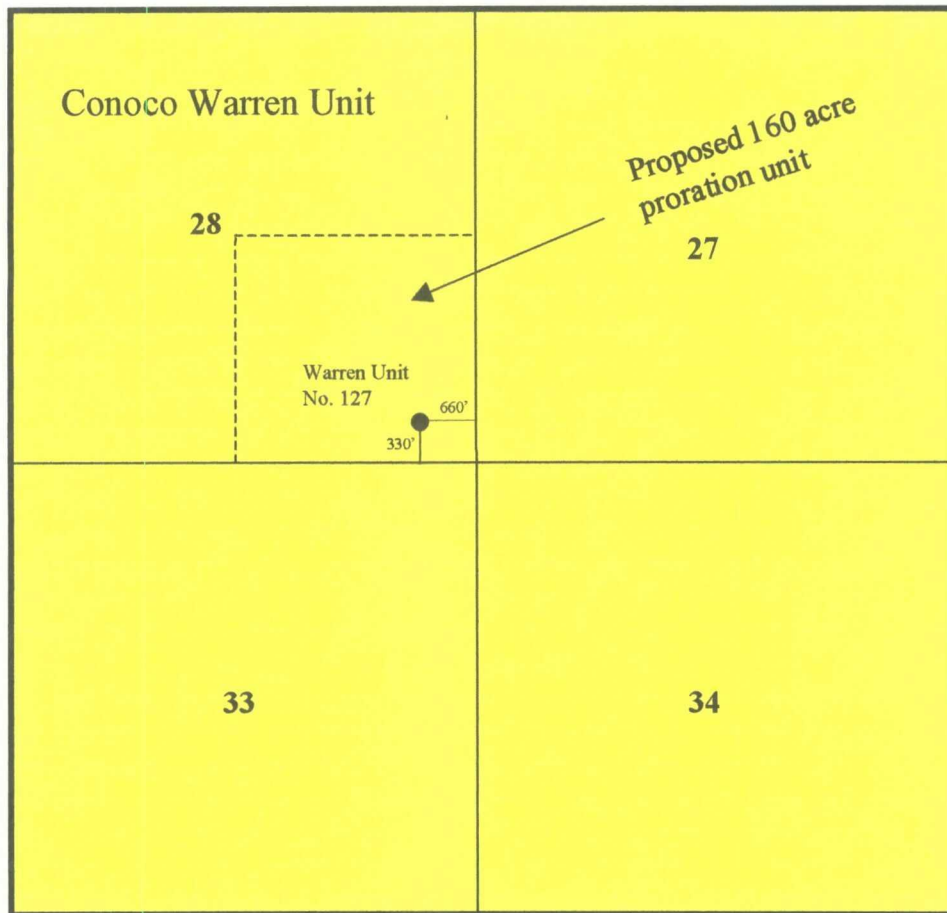 Conoco Warren Unit
Proposed 160 acre
proration unit
28
27
Warren Unit
No. 127
660'
330'
33
34